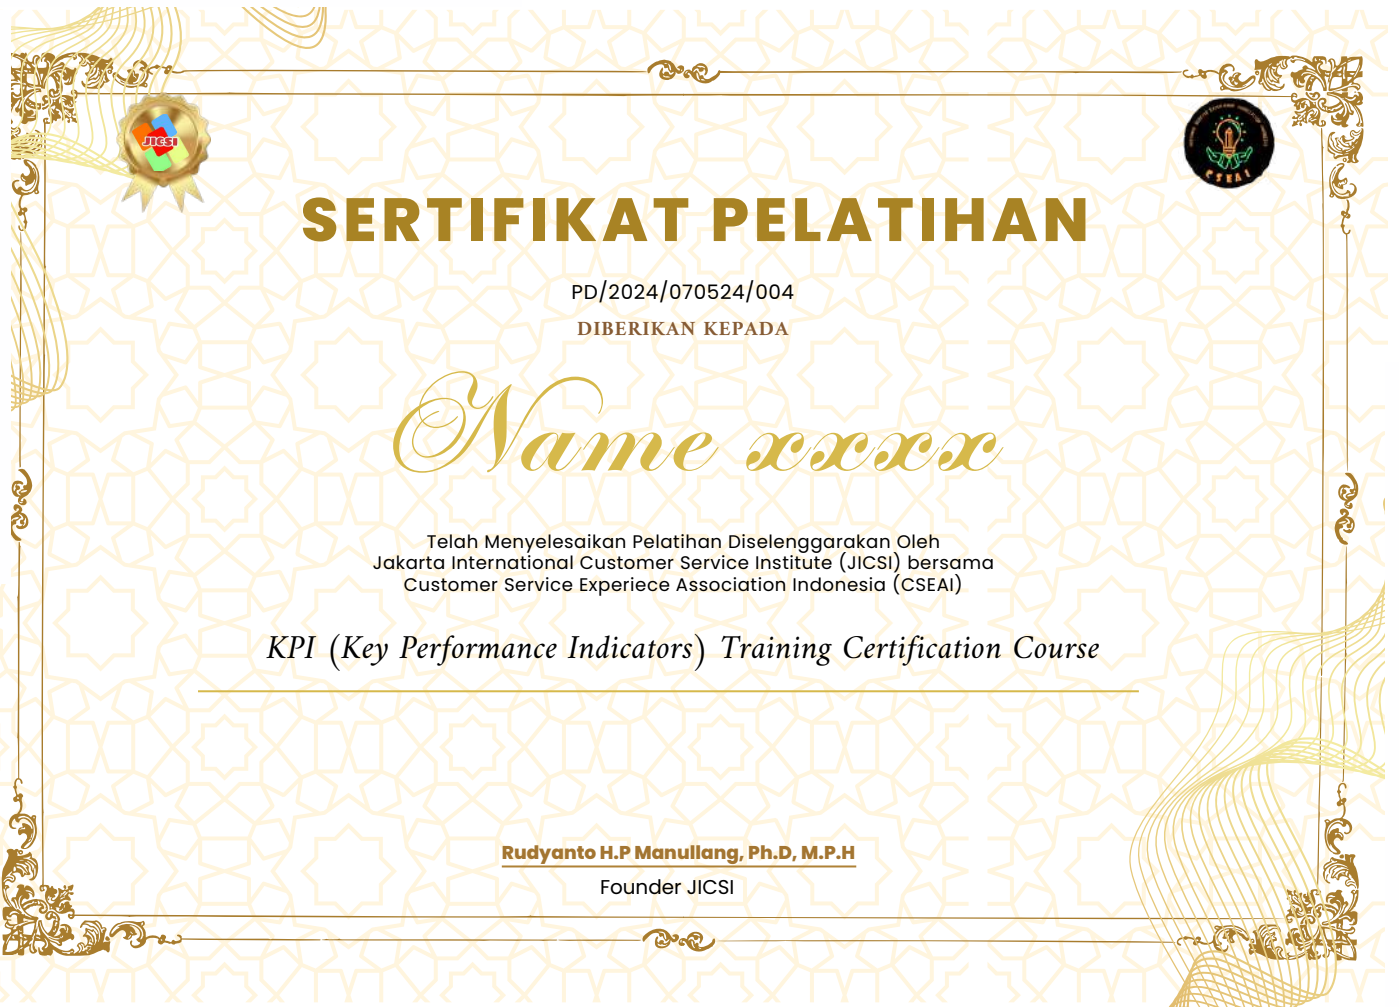 JICSI
CSEAI
SERTIFIKAT PELATIHAN
PD/2024/070524/004
DIBERIKAN KEPADA
Name xxxx
Telah Menyelesaikan Pelatihan Diselenggarakan Oleh
Jakarta International Customer Service Institute (JICSI) bersama
Customer Service Experiece Association Indonesia (CSEAI)
KPI (Key Performance Indicators) Training Certification Course
Rudyanto H.P Manullang, Ph.D, M.P.H
Founder JICSI